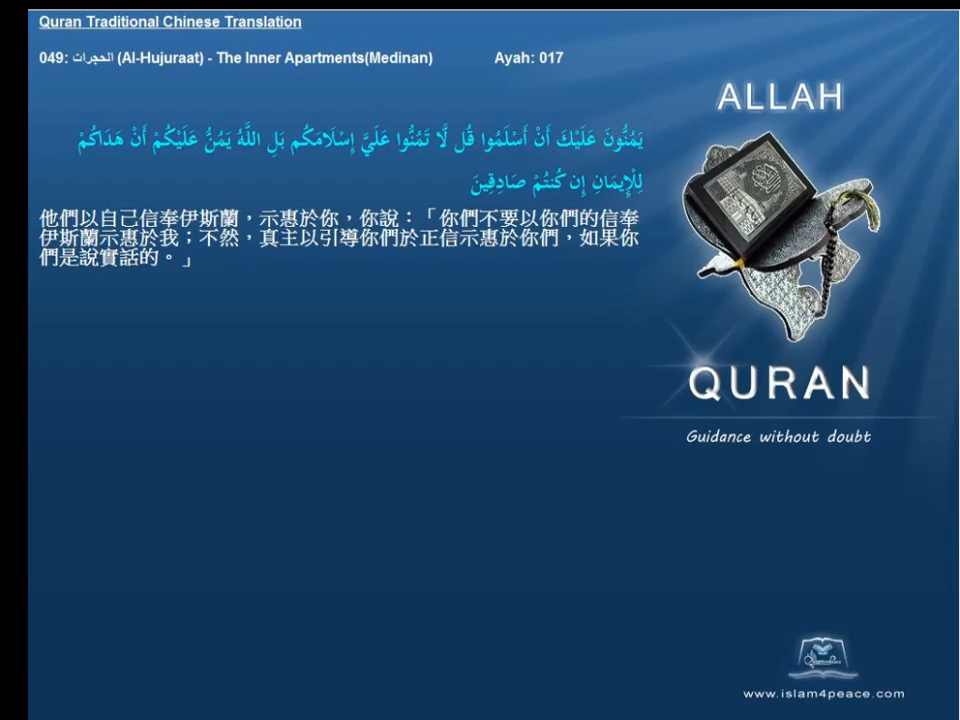 Quran Traditional Chinese Translation
049: الحجرات (Al-Hujuraat) - The Inner Apartments(Medinan) Ayah: 017
يَمُنُّونَ عَلَيْكَ أَنْ أَسْلَمُوا قُل لَّا تَمُنُّوا عَلَيَّ إِسْلَامَكُم بَلِ اللَّهُ يَمُنُّ عَلَيْكُمْ أَنْ هَدَاكُمْ
لِلْإِيمَانِ إِن كُنتُمْ صَادِقِينَ
他們以自己信奉伊斯蘭，示惠於你，你說：「你們不要以你們的信奉
伊斯蘭示惠於我；不然，真主以引導你們於正信示惠於你們，如果你
們是說實話的。」
ALLAH
QURAN
Guidance without doubt
www.islam4peace.com